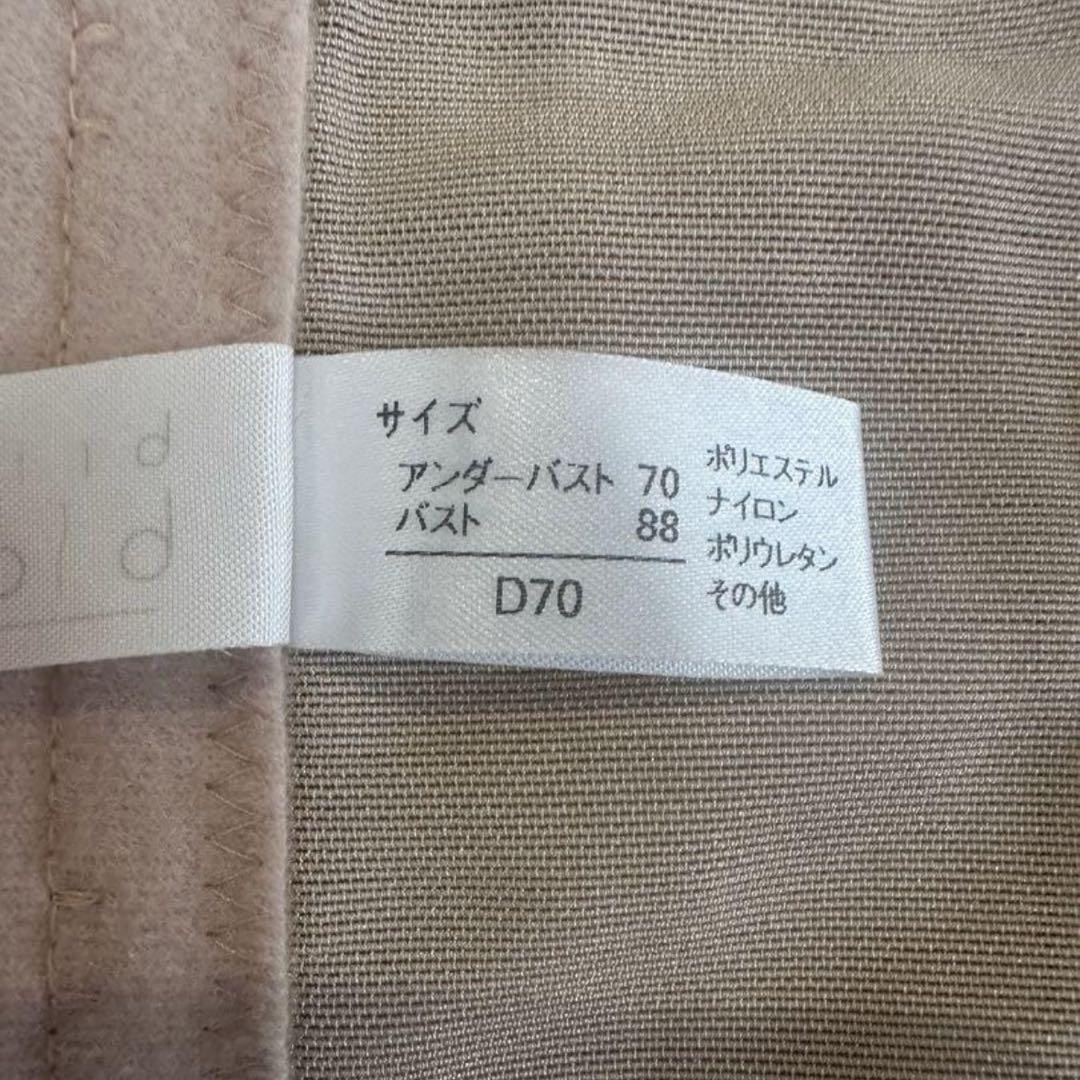 サイズ
アンダーバスト 70
バスト 88
D70
ポリエステル
ナイロン
ポリウレタン
その他